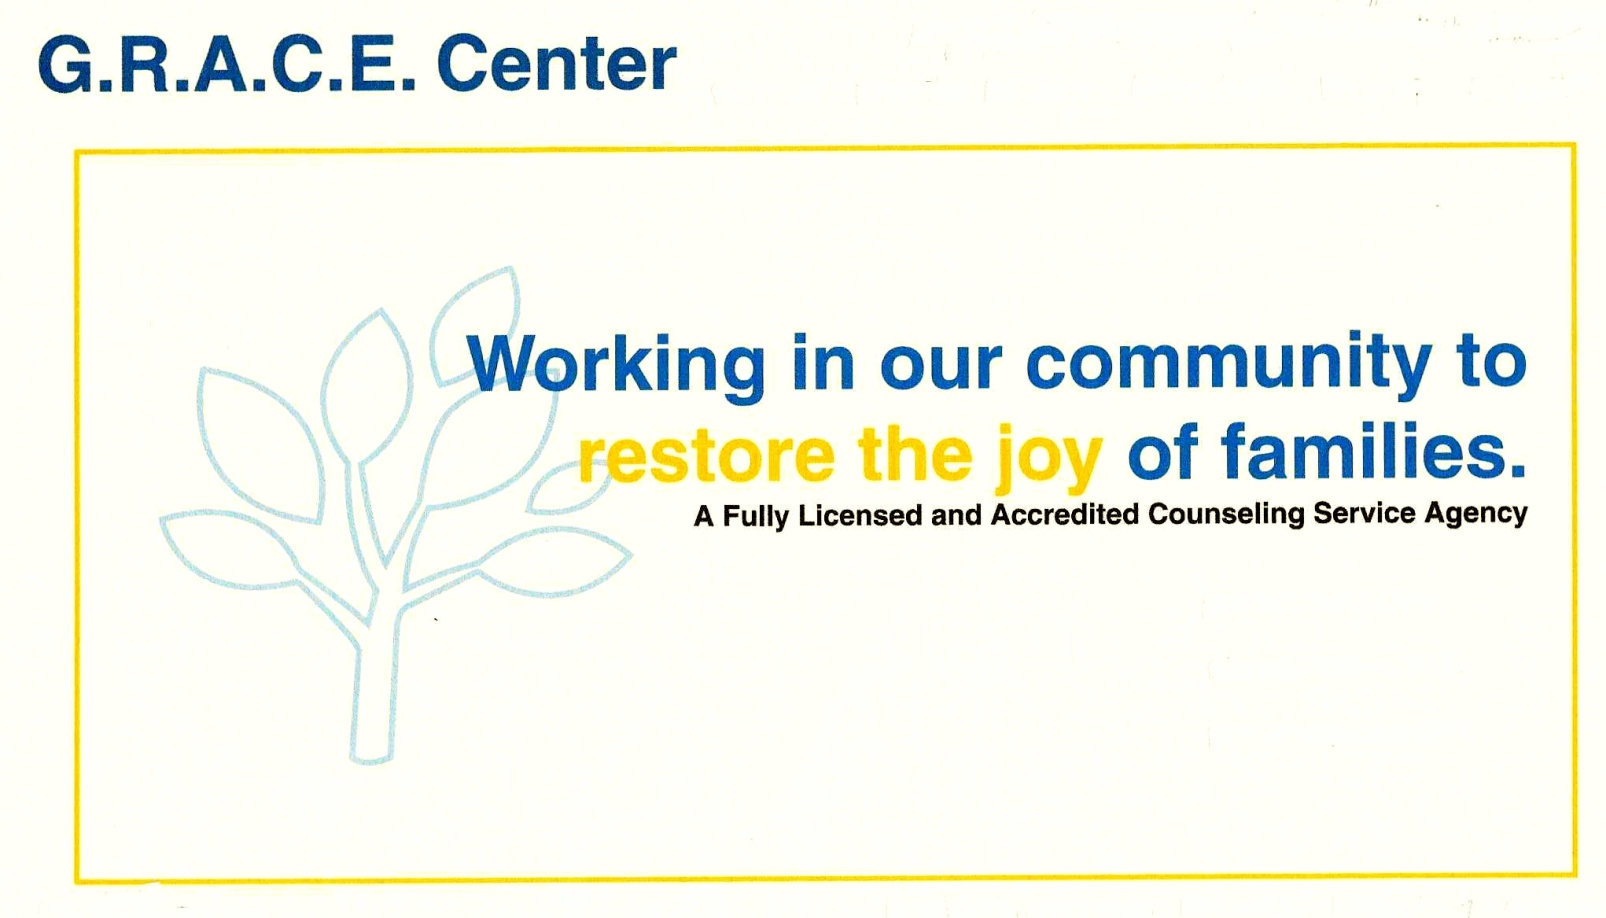 G.R.A.C.E. Center
Working in our community to
restore the joy of families.
A Fully Licensed and Accredited Counseling Service Agency